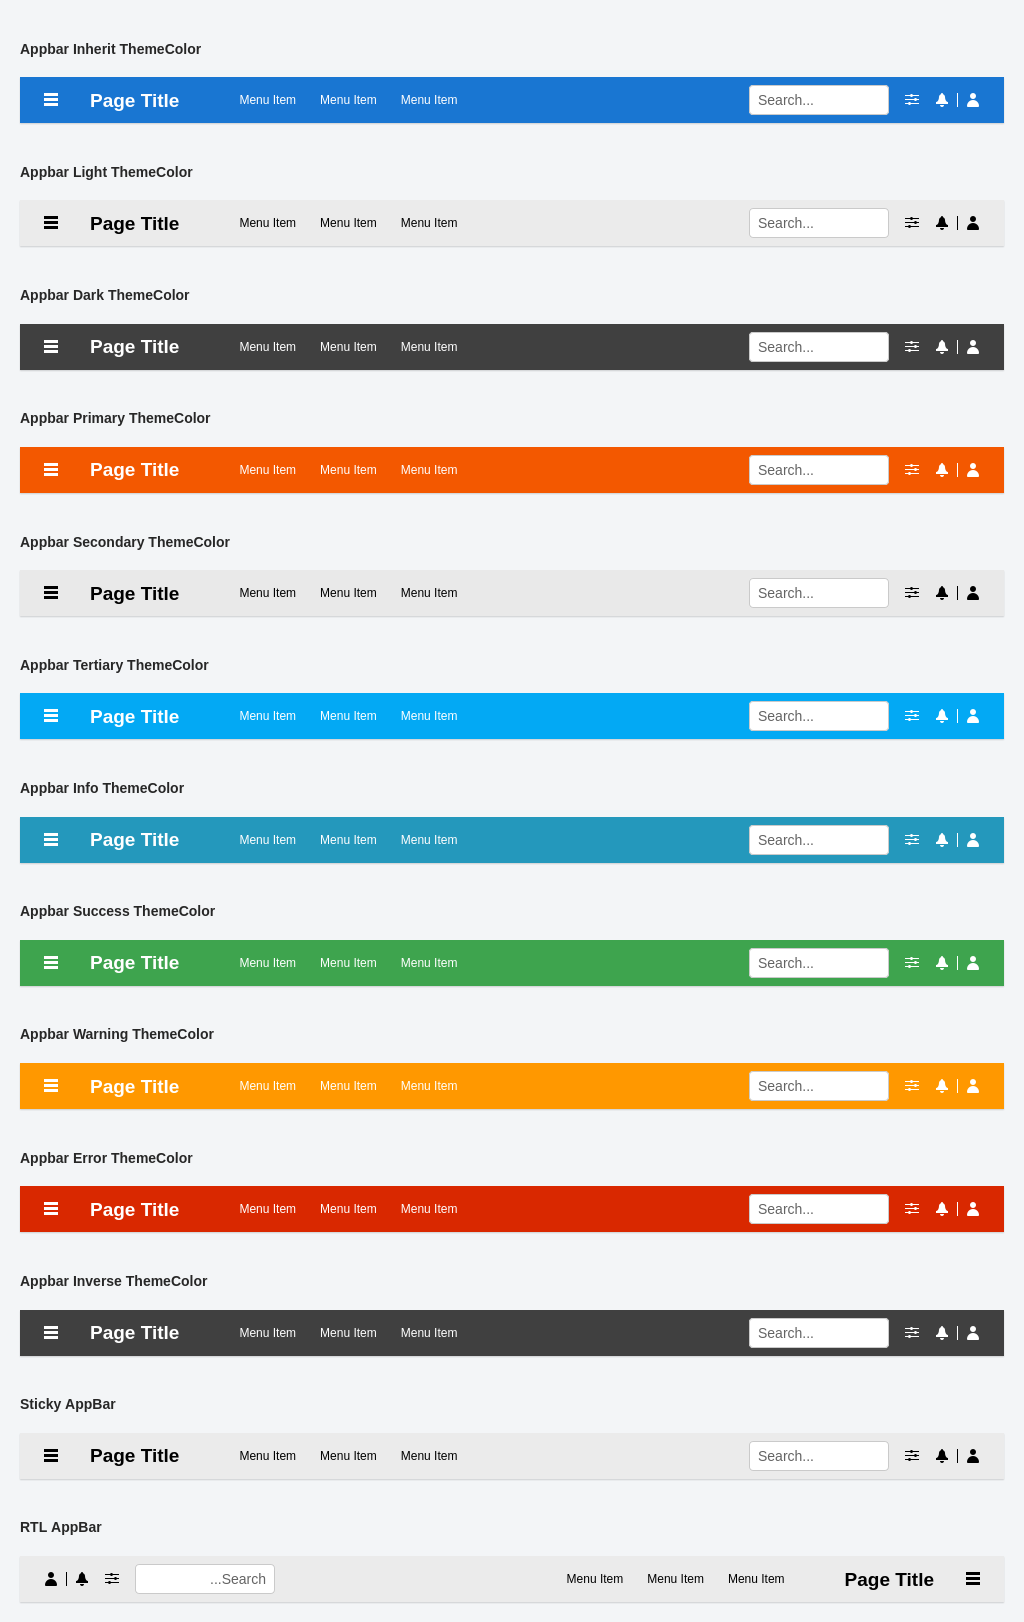 Appbar Inherit ThemeColor
Page Title Menu Item Menu Item Menu Item Search...
Appbar Light ThemeColor
Page Title Menu Item Menu Item Menu Item Search...
Appbar Dark ThemeColor
Page Title Menu Item Menu Item Menu Item Search...
Appbar Primary ThemeColor
Page Title Menu Item Menu Item Menu Item Search...
Appbar Secondary ThemeColor
Page Title Menu Item Menu Item Menu Item Search...
Appbar Tertiary ThemeColor
Page Title Menu Item Menu Item Menu Item Search...
Appbar Info ThemeColor
Page Title Menu Item Menu Item Menu Item Search...
Appbar Success ThemeColor
Page Title Menu Item Menu Item Menu Item Search...
Appbar Warning ThemeColor
Page Title Menu Item Menu Item Menu Item Search...
Appbar Error ThemeColor
Page Title Menu Item Menu Item Menu Item Search...
Appbar Inverse ThemeColor
Page Title Menu Item Menu Item Menu Item Search...
Sticky AppBar
Page Title Menu Item Menu Item Menu Item Search...
RTL AppBar
...Search Menu Item Menu Item Menu Item Page Title